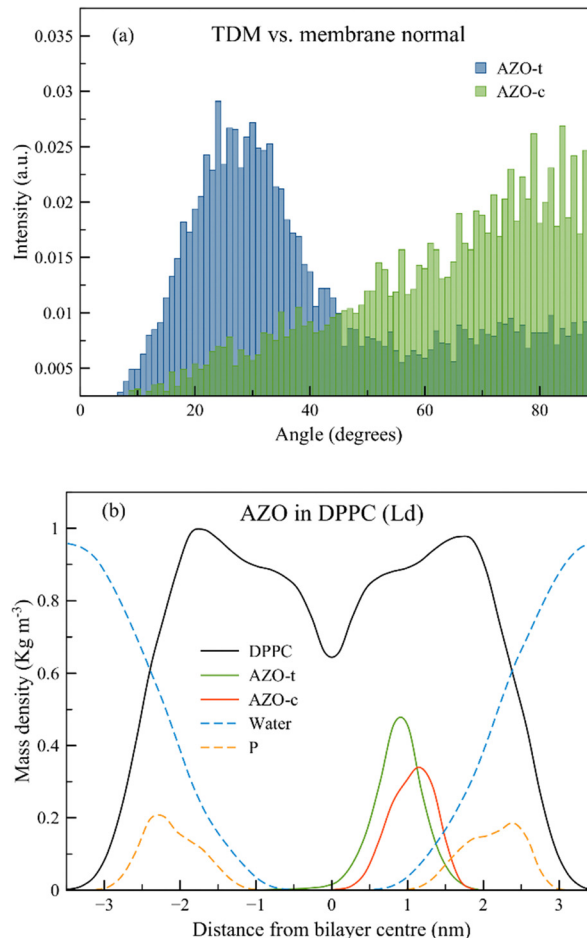 (a) TDM vs. membrane normal
AZO-t
AZO-c
0.035
0.03
0.025
0.02
0.015
0.01
0.005
Intensity (a.u.)
0 20 40 60 80
Angle (degrees)
(b) AZO in DPPC (Ld)
1
0.8
0.6
0.4
0.2
0
Mass density (Kg m⁻³)
DPPC
AZO-t
AZO-c
Water
P
−3 −2 −1 0 1 2 3
Distance from bilayer centre (nm)